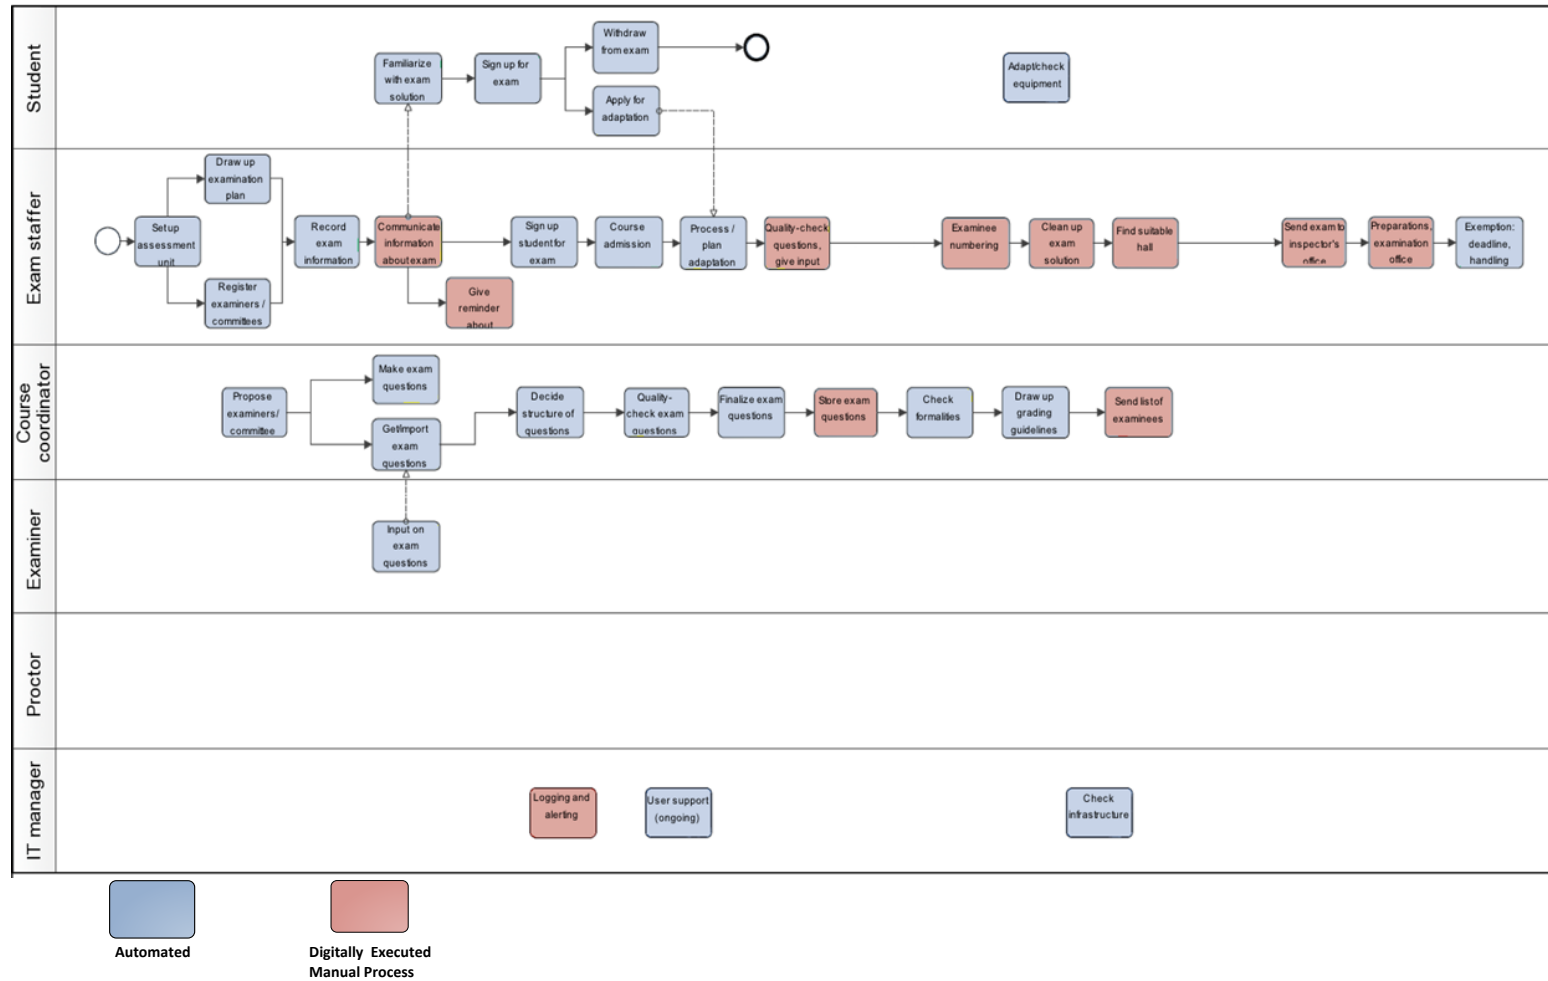 Student
Familiarize
with exam
solution
Sign up for
exam
Withdraw
from exam
Apply for
adaptation
Adapt/check
equipment
Exam staffer
Set up
assessment
unit
Draw up
examination
plan
Register
examiners /
committees
Record
exam
information
Communicate
information
about exam
Give
reminder
about
Sign up
student for
exam
Course
admission
Process /
plan
adaptation
Quality-check
questions,
give input
Examinee
numbering
Clean up
exam
solution
Find suitable
hall
Send exam to
inspector's
office
Preparations,
examination
office
Exemption:
deadline,
handling
Course
coordinator
Propose
examiners/
committee
Make exam
questions
Get/import
exam
questions
Decide
structure of
questions
Quality-
check exam
questions
Finalize exam
questions
Store exam
questions
Check
formalities
Draw up
grading
guidelines
Send list of
examinees
Examiner
Input on
exam
questions
Proctor
IT manager
Logging and
alerting
User support
(ongoing)
Check
infrastructure
Automated
Digitally Executed
Manual Process